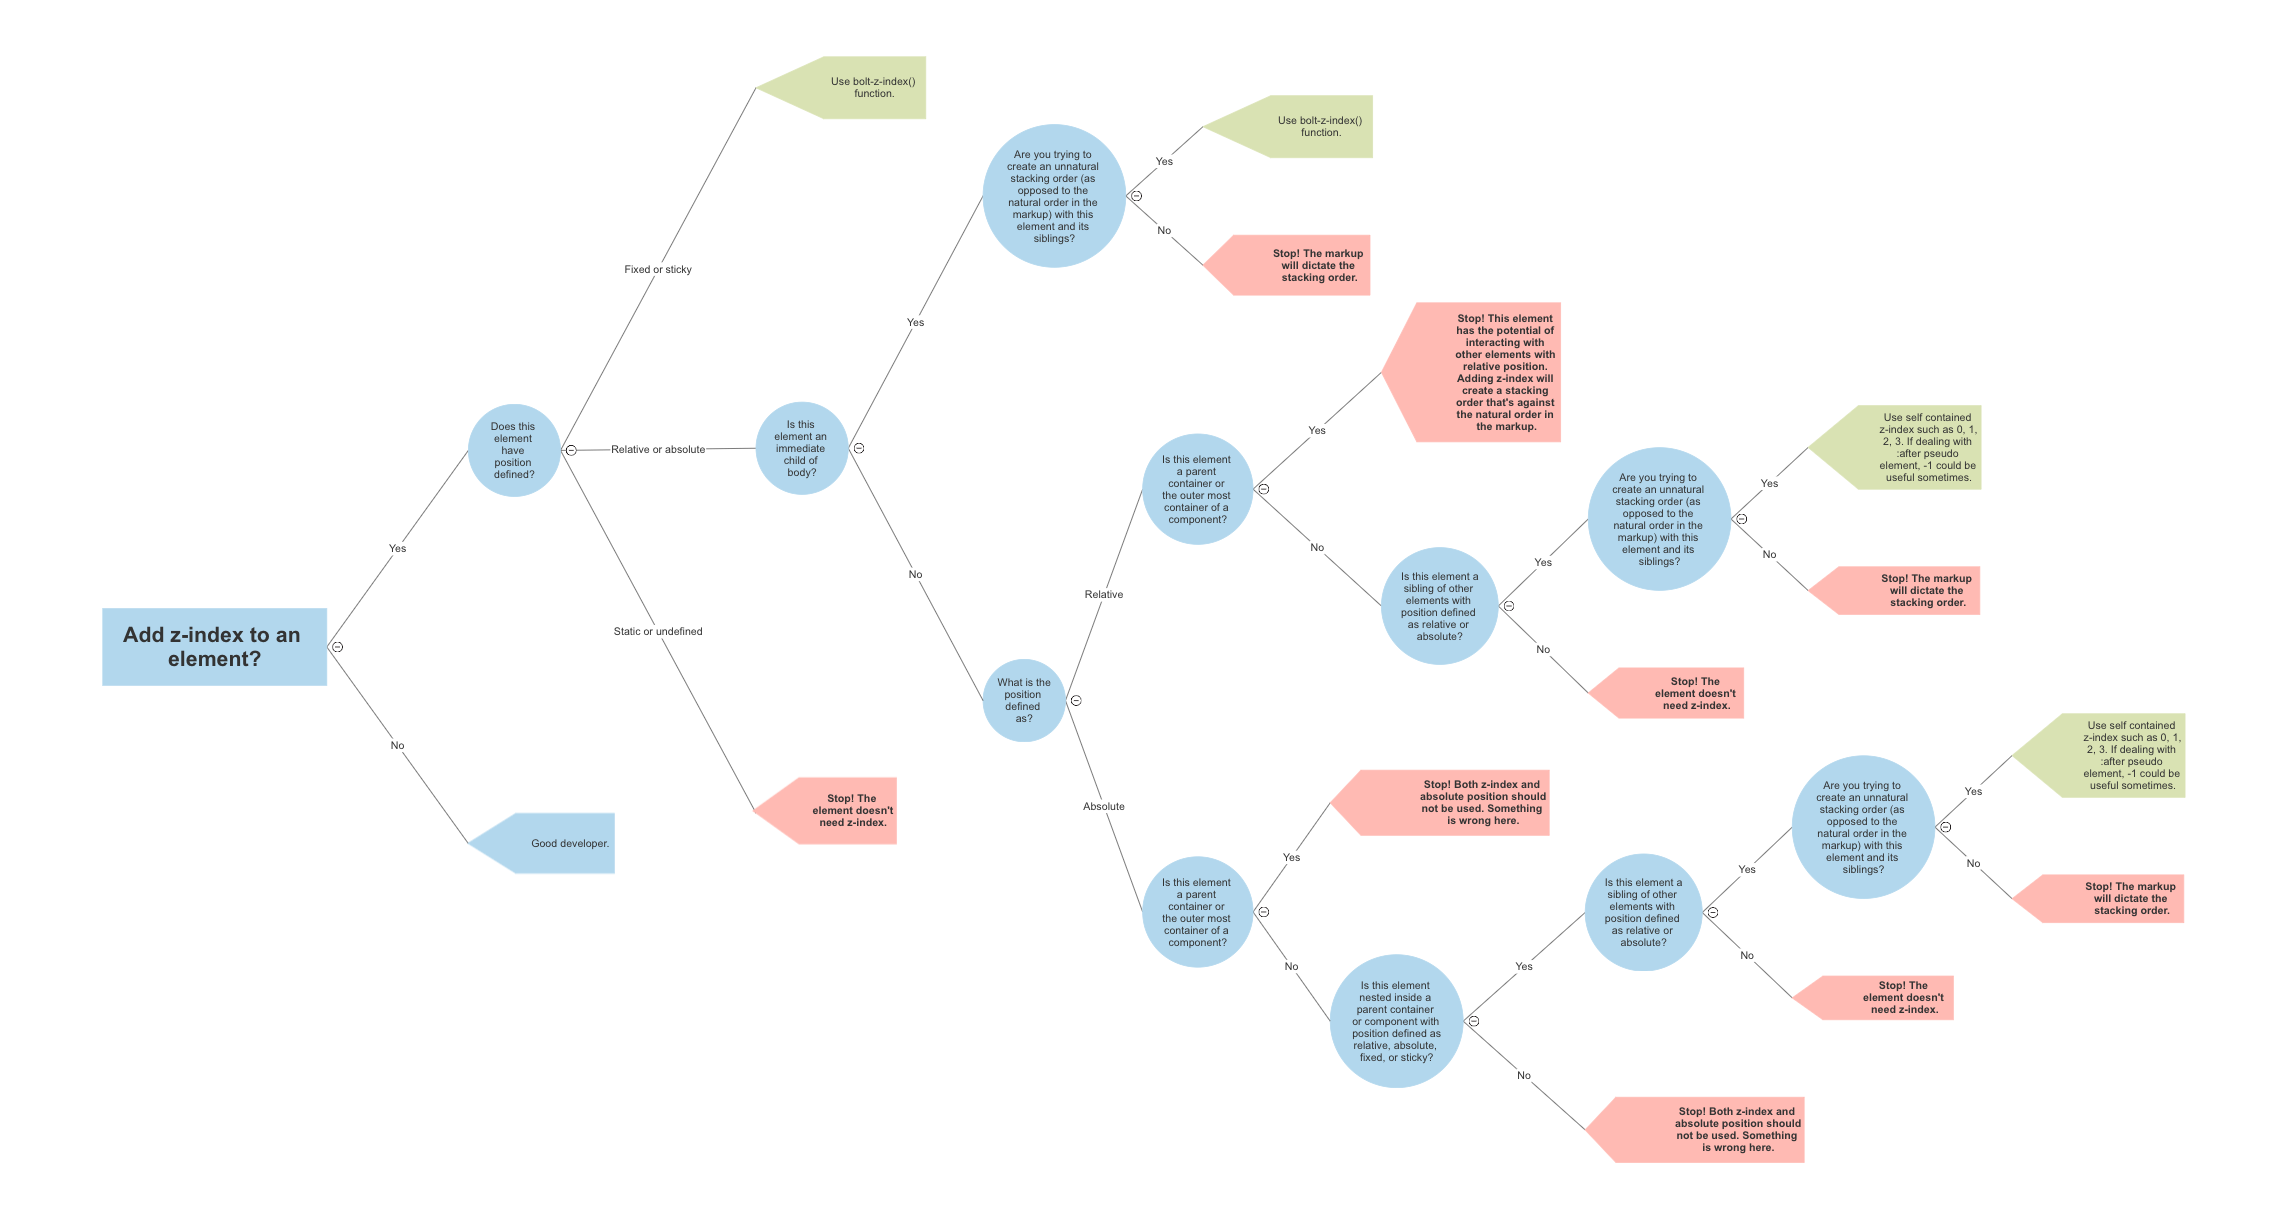 Add z-index to an
element?
Yes
No
Good developer.
Does this
element
have
position
defined?
Fixed or sticky
Relative or absolute
Static or undefined
Use bolt-z-index()
function.
Stop! The
element doesn't
need z-index.
Is this
element an
immediate
child of
body?
Yes
No
Are you trying to
create an unnatural
stacking order (as
opposed to the
natural order in the
markup) with this
element and its
siblings?
Yes
No
Use bolt-z-index()
function.
Stop! The markup
will dictate the
stacking order.
What is the
position
defined
as?
Relative
Absolute
Is this element
a parent
container or
the outer most
container of a
component?
Yes
No
Stop! This element
has the potential of
interacting with
other elements with
relative position.
Adding z-index will
create a stacking
order that's against
the natural order in
the markup.
Is this element a
sibling of other
elements with
position defined
as relative or
absolute?
Yes
No
Are you trying to
create an unnatural
stacking order (as
opposed to the
natural order in the
markup) with this
element and its
siblings?
Yes
No
Use self contained
z-index such as 0, 1,
2, 3. If dealing with
:after pseudo
element, -1 could be
useful sometimes.
Stop! The markup
will dictate the
stacking order.
Stop! The
element doesn't
need z-index.
Is this element
a parent
container or
the outer most
container of a
component?
Yes
No
Stop! Both z-index and
absolute position should
not be used. Something
is wrong here.
Is this element
nested inside a
parent container
or component with
position defined as
relative, absolute,
fixed, or sticky?
Yes
No
Is this element a
sibling of other
elements with
position defined
as relative or
absolute?
Yes
No
Are you trying to
create an unnatural
stacking order (as
opposed to the
natural order in the
markup) with this
element and its
siblings?
Yes
No
Use self contained
z-index such as 0, 1,
2, 3. If dealing with
:after pseudo
element, -1 could be
useful sometimes.
Stop! The markup
will dictate the
stacking order.
Stop! The
element doesn't
need z-index.
Stop! Both z-index and
absolute position should
not be used. Something
is wrong here.